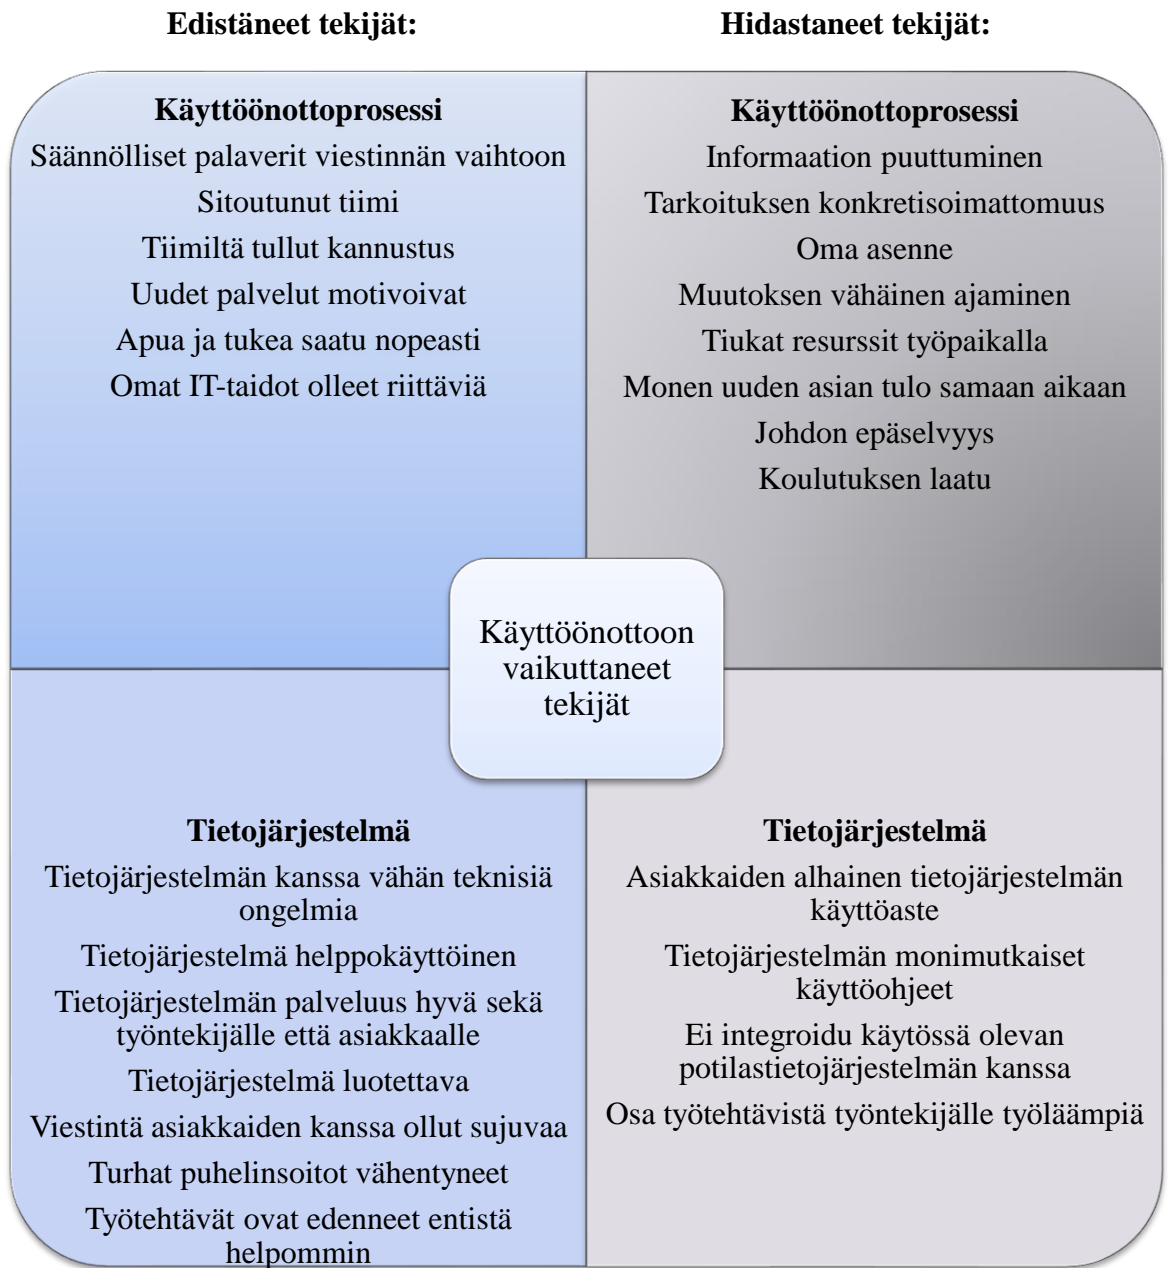 Edistäneet tekijät:
Hidastaneet tekijät:
Käyttöönottoprosessi
Säännölliset palaverit viestinnän vaihtoon
Sitoutunut tiimi
Tiimiltä tullut kannustus
Uudet palvelut motivoivat
Apua ja tukea saatu nopeasti
Omat IT-taidot olleet riittäviä
Käyttöönottoprosessi
Informaation puuttuminen
Tarkoituksen konkretisoimattomuus
Oma asenne
Muutoksen vähäinen ajaminen
Tiukat resurssit työpaikalla
Monen uuden asian tulo samaan aikaan
Johdon epäselvyys
Koulutuksen laatu
Käyttöönottoon
vaikuttaneet
tekijät
Tietojärjestelmä
Tietojärjestelmän kanssa vähän teknisiä
ongelmia
Tietojärjestelmä helppokäyttöinen
Tietojärjestelmän palveluus hyvä sekä
työntekijälle että asiakkaalle
Tietojärjestelmä luotettava
Viestintä asiakkaiden kanssa ollut sujuvaa
Turhat puhelinsoitot vähentyneet
Työtehtävät ovat edenneet entistä
helpommin
Tietojärjestelmä
Asiakkaiden alhainen tietojärjestelmän
käyttöaste
Tietojärjestelmän monimutkaiset
käyttöohjeet
Ei integroidu käytössä olevan
potilastietojärjestelmän kanssa
Osa työtehtävistä työntekijälle työläämpiä